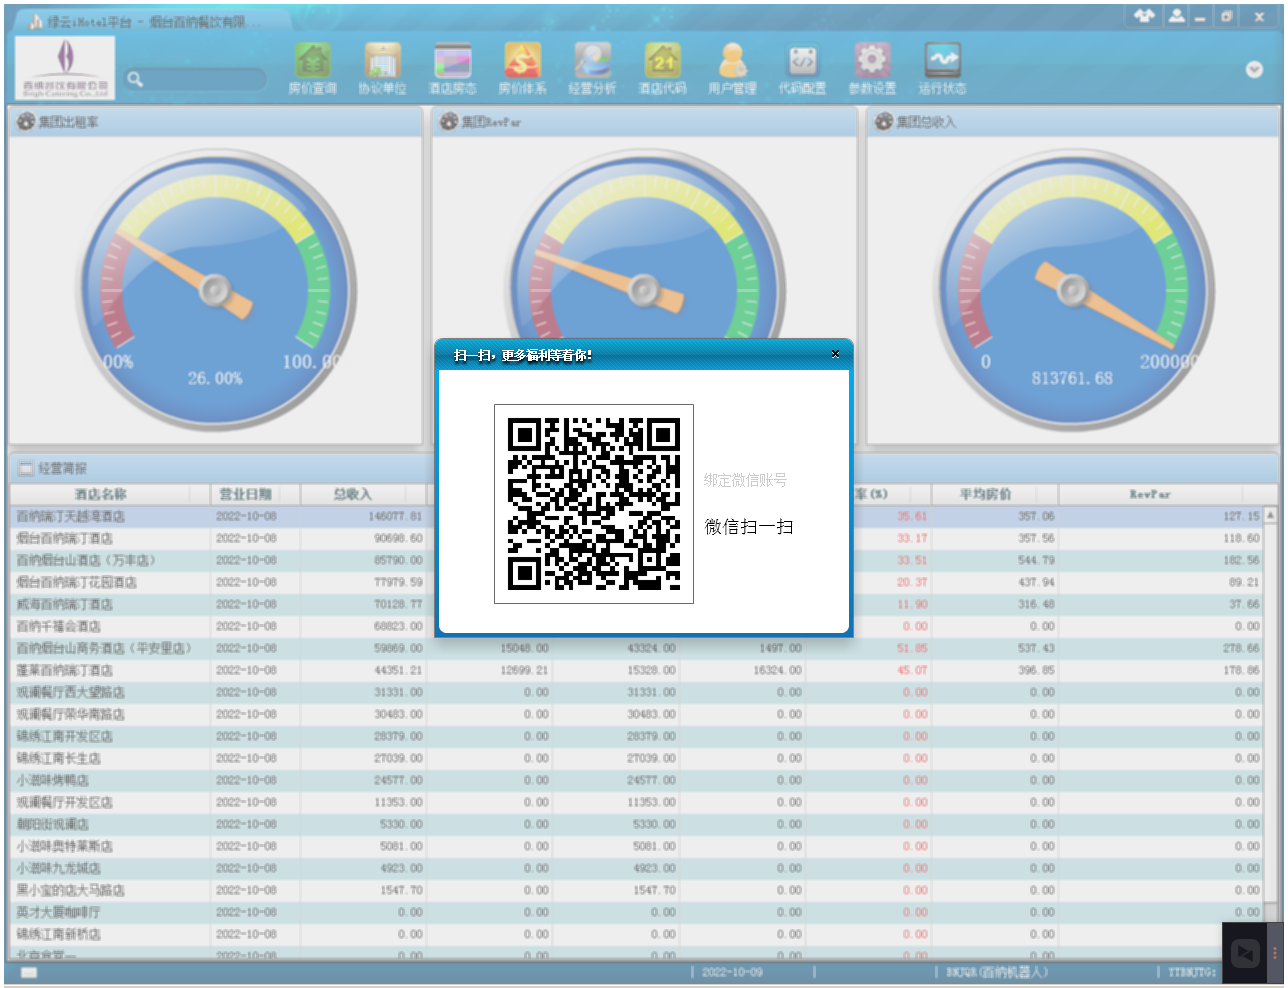 绿云iHotel平台 - 烟台百纳餐饮有限...
百纳餐饮有限公司
房价查询 协议单位 酒店房态 房价体系 经营分析 酒店代码 用户管理 代码配置 参数设置 运行状态
集团出租率 集团RevPar 集团总收入
00% 100.00
26.00%
0 200000
813761.68
扫一扫，更多福利等着你！
绑定微信账号
微信扫一扫
经营简报
酒店名称 营业日期 总收入 率(%) 平均房价 RevPar
百纳瑞汀天越湾酒店 2022-10-08 146077.81 35.61 357.06 127.15
烟台百纳瑞汀酒店 2022-10-08 90698.60 33.17 357.56 118.60
百纳烟台山酒店（万丰店） 2022-10-08 85790.00 33.51 544.79 182.56
烟台百纳瑞汀花园酒店 2022-10-08 77979.59 20.37 437.94 89.21
威海百纳瑞汀酒店 2022-10-08 70128.77 11.90 316.48 37.66
百纳千禧会酒店 2022-10-08 68823.00 0.00 0.00 0.00
百纳烟台山商务酒店（平安里店） 2022-10-08 59869.00 15048.00 43324.00 1497.00 51.85 537.43 278.66
蓬莱百纳瑞汀酒店 2022-10-08 44351.21 12699.21 15328.00 16324.00 45.07 396.85 178.86
观澜餐厅西大望路店 2022-10-08 31331.00 0.00 31331.00 0.00 0.00 0.00 0.00
观澜餐厅荣华南路店 2022-10-08 30483.00 0.00 30483.00 0.00 0.00 0.00 0.00
锦绣江南开发区店 2022-10-08 28379.00 0.00 28379.00 0.00 0.00 0.00 0.00
锦绣江南长生店 2022-10-08 27039.00 0.00 27039.00 0.00 0.00 0.00 0.00
小滋味烤鸭店 2022-10-08 24577.00 0.00 24577.00 0.00 0.00 0.00 0.00
观澜餐厅开发区店 2022-10-08 11353.00 0.00 11353.00 0.00 0.00 0.00 0.00
朝阳街观澜店 2022-10-08 5330.00 0.00 5330.00 0.00 0.00 0.00 0.00
小滋味奥特莱斯店 2022-10-08 5081.00 0.00 5081.00 0.00 0.00 0.00 0.00
小滋味九龙城店 2022-10-08 4923.00 0.00 4923.00 0.00 0.00 0.00 0.00
黑小宝的店大马路店 2022-10-08 1547.70 0.00 1547.70 0.00 0.00 0.00 0.00
英才大厦咖啡厅 2022-10-08 0.00 0.00 0.00 0.00 0.00 0.00 0.00
锦绣江南新桥店 2022-10-08 0.00 0.00 0.00 0.00 0.00 0.00 0.00
2022-10-08 0.00 0.00 0.00 0.00 0.00 0.00 0.00
2022-10-09 BNJQR(百纳机器人) YTBNJTG: